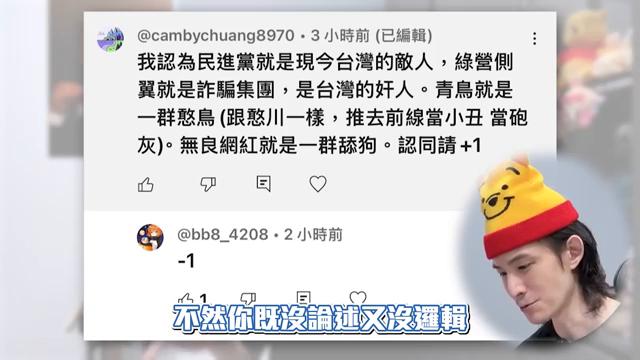 @cambychuang8970 • 3 小時前 (已編輯)
我認為民進黨就是現今台灣的敵人，綠營側
翼就是詐騙集團，是台灣的奸人。青鳥就是
一群憨鳥 (跟憨川一樣，推去前線當小丑 當砲
灰)。無良網紅就是一群舔狗。認同請 +1
@bb8_4208 • 2 小時前
-1
1
不然你既沒論述又沒邏輯